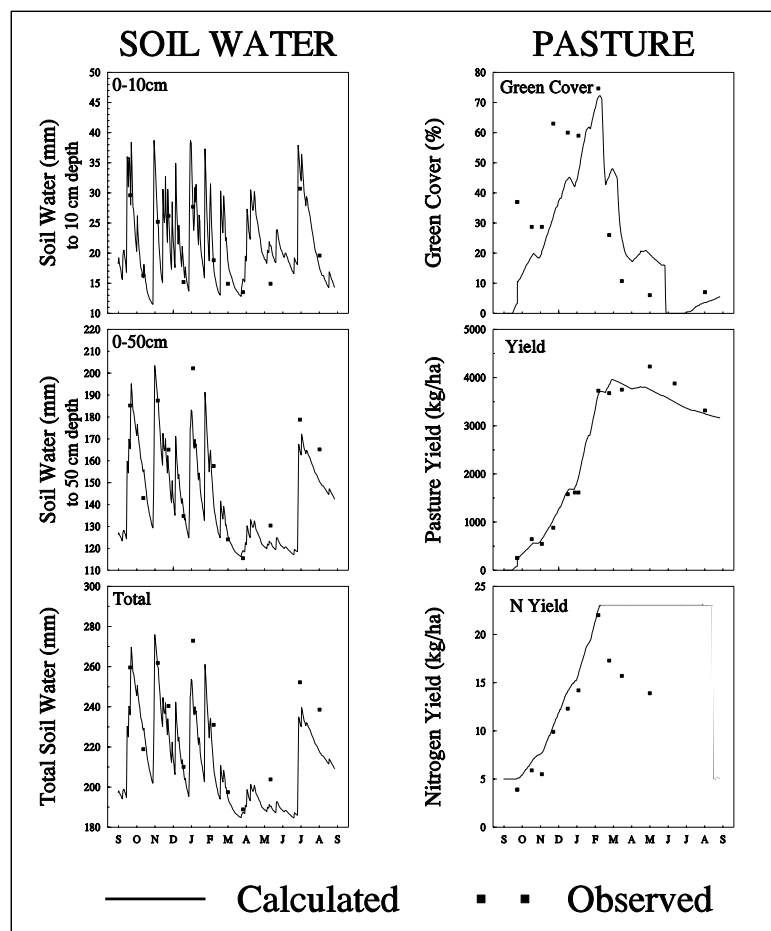 SOIL WATER
PASTURE
0-10cm
Soil Water (mm)
to 10 cm depth
50
45
40
35
30
25
20
15
10
Green Cover
Green Cover (%)
80
70
60
50
40
30
20
10
0
0-50cm
Soil Water (mm)
to 50 cm depth
220
210
200
190
180
170
160
150
140
130
120
110
Yield
Pasture Yield (kg/ha)
5000
4000
3000
2000
1000
0
Total
Total Soil Water (mm)
300
280
260
240
220
200
180
S O N D J F M A M J J A S
N Yield
Nitrogen Yield (kg/ha)
25
20
15
10
5
0
S O N D J F M A M J J A S
Calculated
Observed